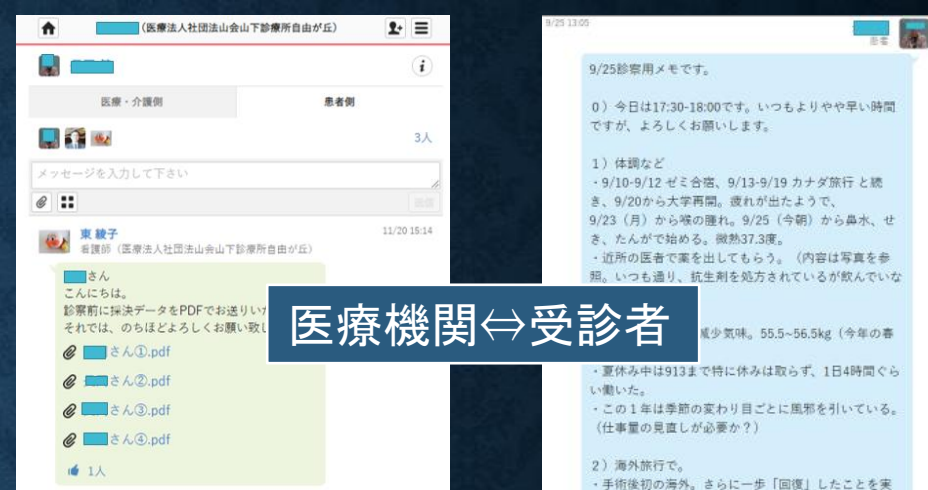 (医療法人社団法山会山下診療所自由が丘)
医療・介護側
患者側
3人
メッセージを入力して下さい
送信
東 綾子
11/20 15:14
看護師（医療法人社団法山会山下診療所自由が丘）
さん
こんにちは。
診察前に採決データをPDFでお送りいた
それでは、のちほどよろしくお願い致し
さん①.pdf
さん②.pdf
さん③.pdf
さん④.pdf
1人
医療機関⇔受診者
9/25 13:05
患者
9/25診察用メモです。
0）今日は17:30-18:00です。いつもよりやや早い時間
ですが、よろしくお願いします。
1）体調など
・9/10-9/12 ゼミ合宿、9/13-9/19 カナダ旅行 と続
き、9/20から大学再開。疲れが出たようで、
9/23（月）から喉の腫れ。9/25（今朝）から鼻水、せ
き、たんがで始める。微熱37.3度。
・近所の医者で薬を出してもらう。（内容は写真を参
照。いつも通り、抗生剤を処方されているが飲んでいな
減少気味。55.5~56.5kg（今年の春
・夏休み中は913まで特に休みは取らず、1日4時間ぐら
い働いた。
・この１年は季節の変わり目ごとに風邪を引いている。
（仕事量の見直しが必要か？）
2）海外旅行で。
・手術後初の海外。さらに一歩「回復」したことを実